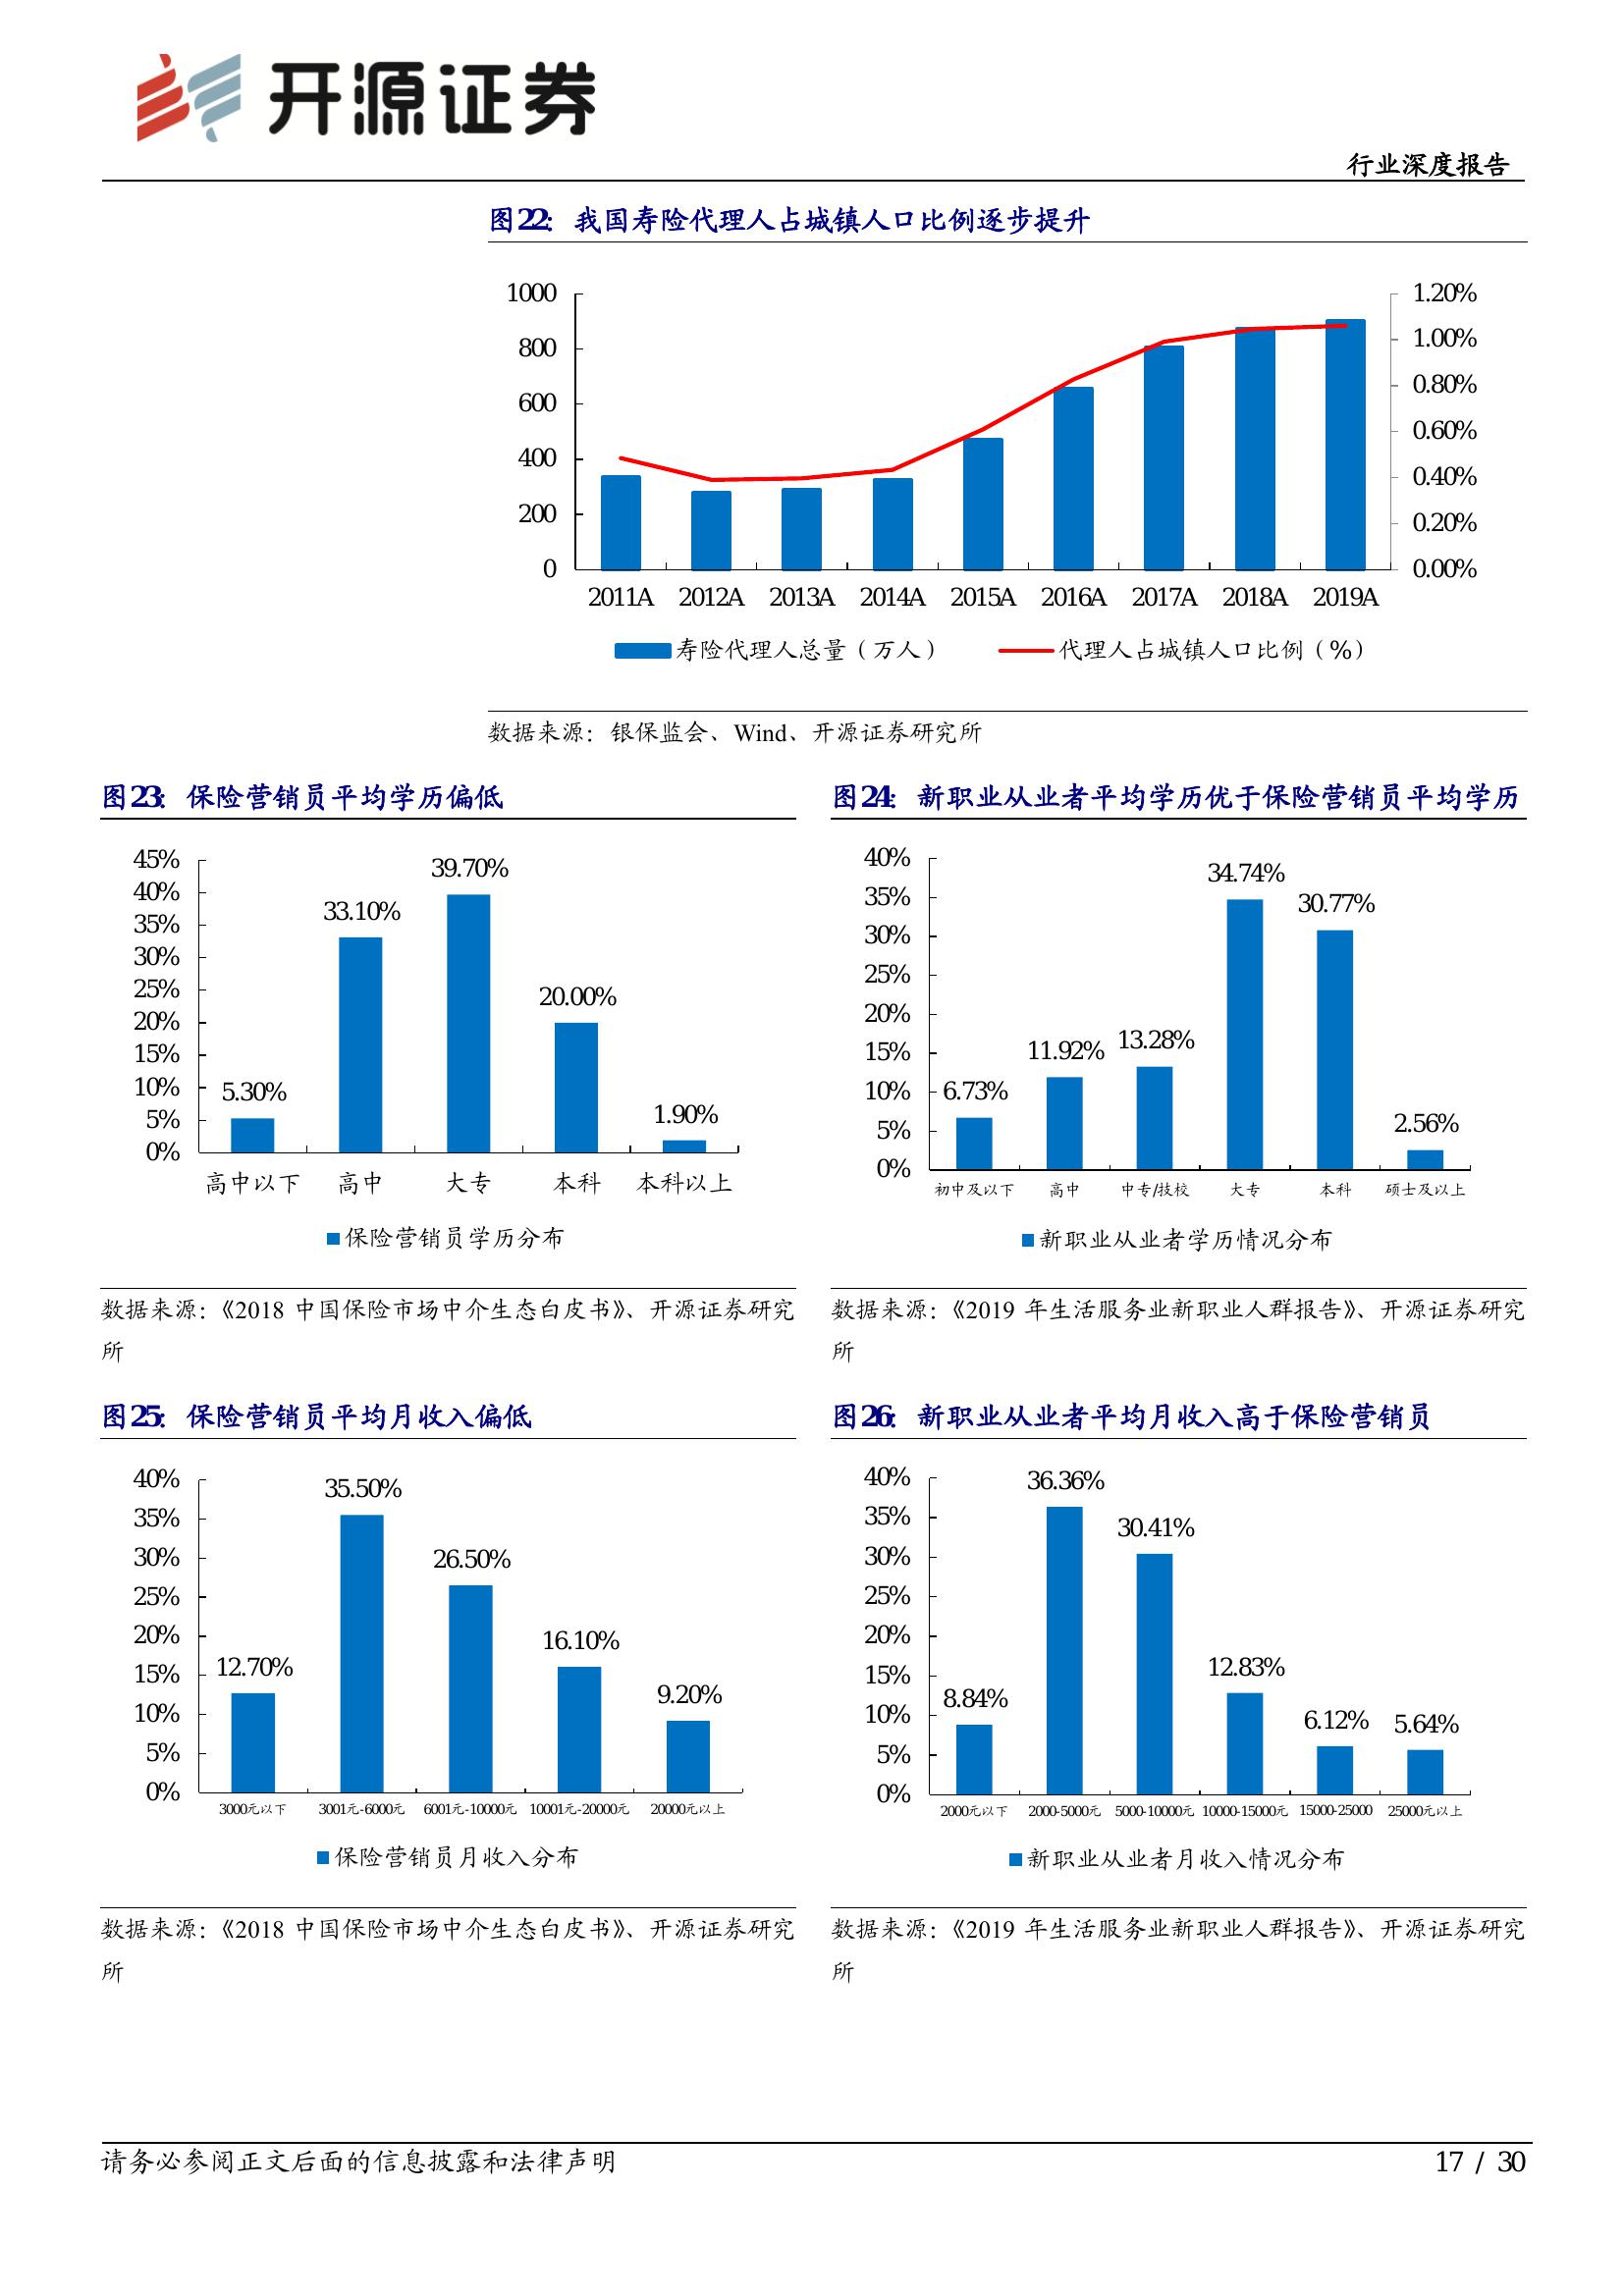 开源证券
行业深度报告
图22：我国寿险代理人占城镇人口比例逐步提升
1000
800
600
400
200
0
1.20%
1.00%
0.80%
0.60%
0.40%
0.20%
0.00%
2011A 2012A 2013A 2014A 2015A 2016A 2017A 2018A 2019A
寿险代理人总量（万人） 代理人占城镇人口比例（%）
数据来源：银保监会、Wind、开源证券研究所
图23：保险营销员平均学历偏低
45%
40%
35%
30%
25%
20%
15%
10%
5%
0%
5.30%
33.10%
39.70%
20.00%
1.90%
高中以下 高中 大专 本科 本科以上
保险营销员学历分布
数据来源：《2018 中国保险市场中介生态白皮书》、开源证券研究
所
图24：新职业从业者平均学历优于保险营销员平均学历
40%
35%
30%
25%
20%
15%
10%
5%
0%
6.73%
11.92%
13.28%
34.74%
30.77%
2.56%
初中及以下 高中 中专/技校 大专 本科 硕士及以上
新职业从业者学历情况分布
数据来源：《2019 年生活服务业新职业人群报告》、开源证券研究
所
图25：保险营销员平均月收入偏低
40%
35%
30%
25%
20%
15%
10%
5%
0%
12.70%
35.50%
26.50%
16.10%
9.20%
3000元以下 3001元-6000元 6001元-10000元 10001元-20000元 20000元以上
保险营销员月收入分布
数据来源：《2018 中国保险市场中介生态白皮书》、开源证券研究
所
图26：新职业从业者平均月收入高于保险营销员
40%
35%
30%
25%
20%
15%
10%
5%
0%
8.84%
36.36%
30.41%
12.83%
6.12%
5.64%
2000元以下 2000-5000元 5000-10000元 10000-15000元 15000-25000 25000元以上
新职业从业者月收入情况分布
数据来源：《2019 年生活服务业新职业人群报告》、开源证券研究
所
请务必参阅正文后面的信息披露和法律声明
17 / 30